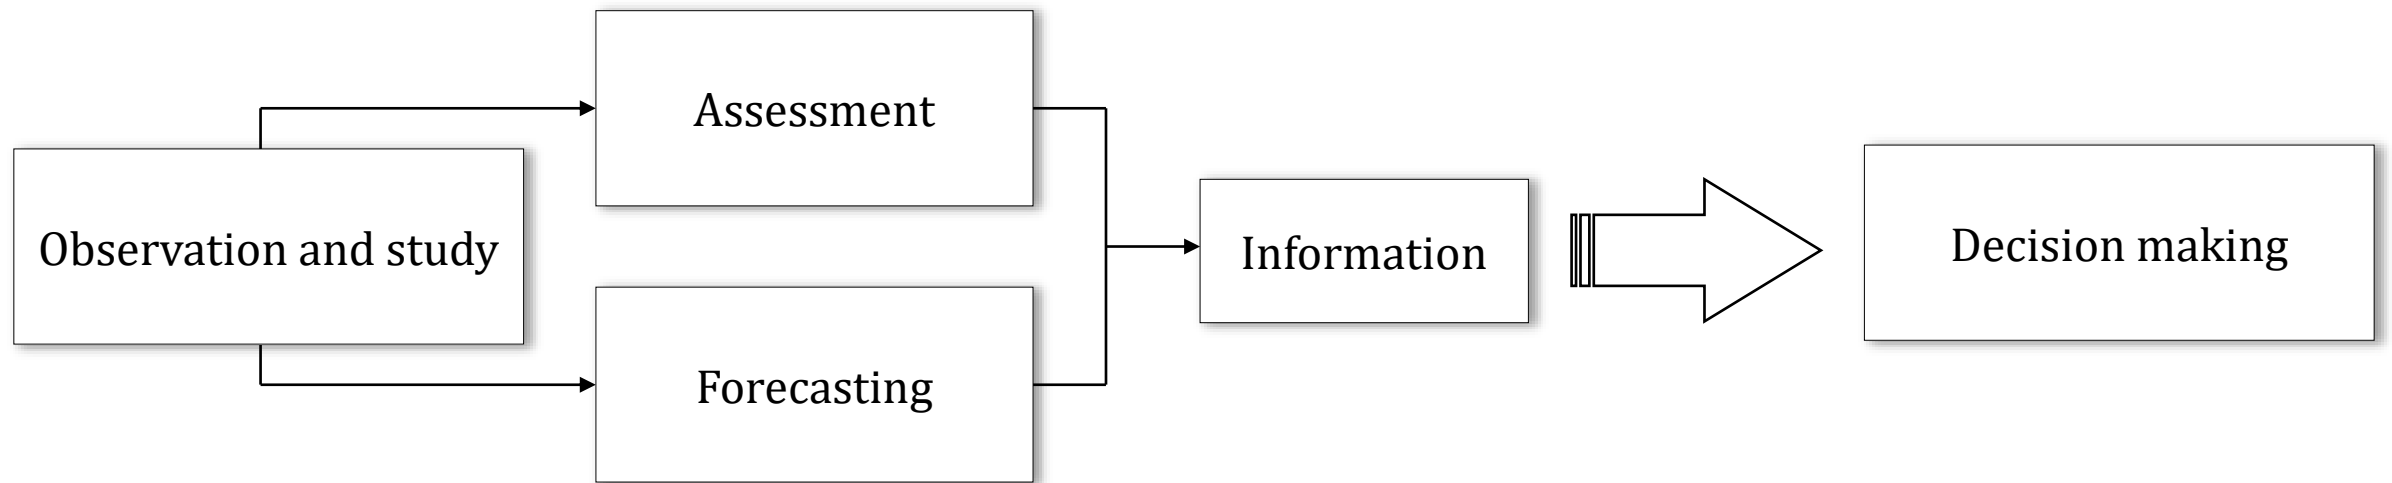 Observation and study
Assessment
Forecasting
Information
Decision making